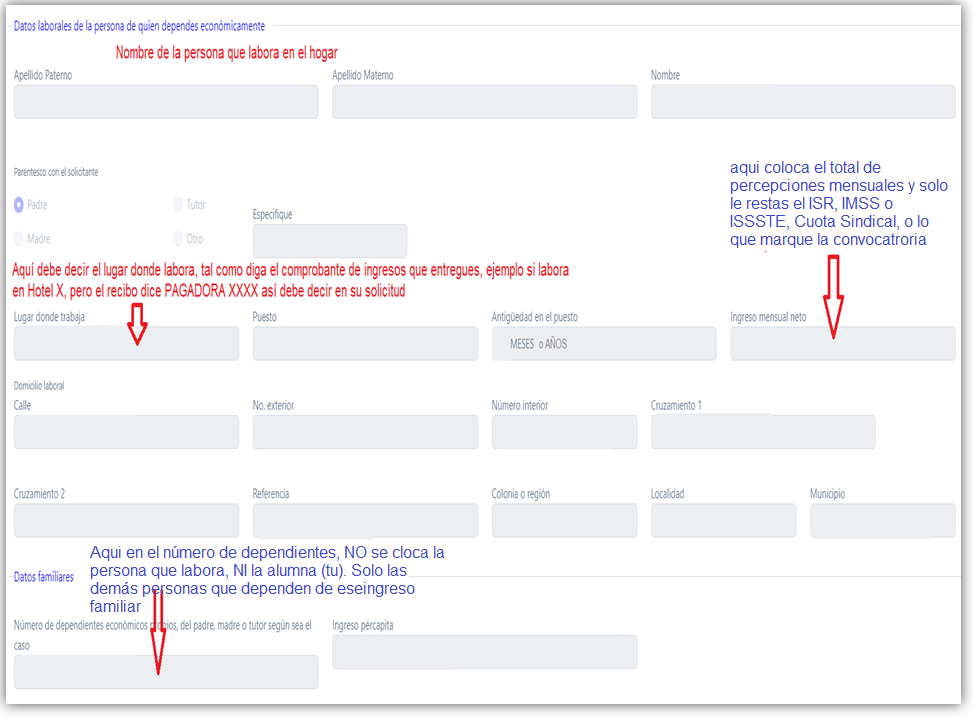 Datos laborales de la persona de quien dependes económicamente
Nombre de la persona que labora en el hogar
Apellido Paterno
Apellido Materno
Nombre
Parentesco con el solicitante
Padre
Tutor
Madre
Otro
Especifique
aqui coloca el total de
percepciones mensuales y solo
le restas el ISR, IMSS o
ISSSTE, Cuota Sindical, o lo
que marque la convocatroria
Aquí debe decir el lugar donde labora, tal como diga el comprobante de ingresos que entregues, ejemplo si labora
en Hotel X, pero el recibo dice PAGADORA XXXX así debe decir en su solicitud
Lugar donde trabaja
Puesto
Antigüedad en el puesto
Ingreso mensual neto
MESES o AÑOS
Domicilio laboral
Calle
No. exterior
Número interior
Cruzamiento 1
Cruzamiento 2
Referencia
Colonia o región
Localidad
Municipio
Aqui en el número de dependientes, NO se cloca la
persona que labora, NI la alumna (tu). Solo las
demás personas que dependen de eseingreso
familiar
Datos familiares
Número de dependientes económicos propios, del padre, madre o tutor según sea el
caso
Ingreso pércapita